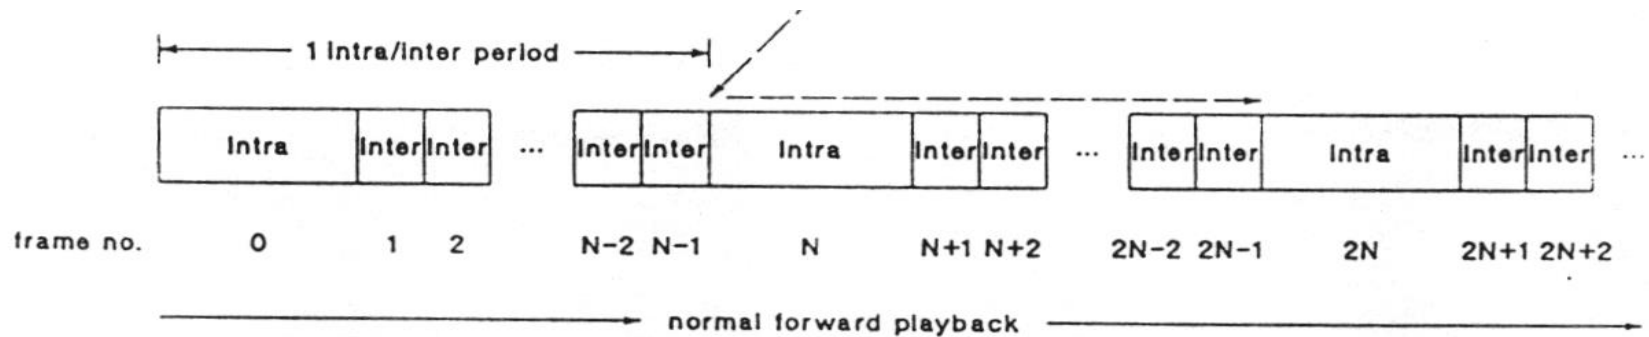 1 Intra/Inter period
Intra Inter Inter ... Inter Inter Intra Inter Inter ... Inter Inter Intra Inter Inter ...
frame no. 0 1 2 N-2 N-1 N N+1 N+2 2N-2 2N-1 2N 2N+1 2N+2
normal forward playback